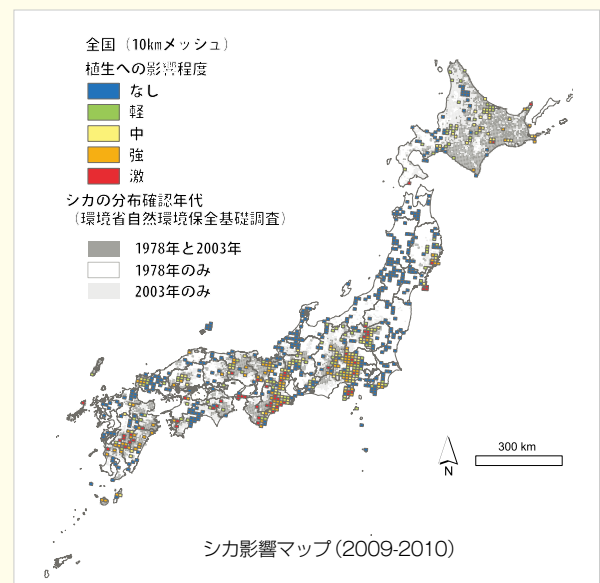 全国（10kmメッシュ）
植生への影響程度
なし
軽
中
強
激
シカの分布確認年代
（環境省自然環境保全基礎調査）
1978年と2003年
1978年のみ
2003年のみ
300 km
N
シカ影響マップ（2009-2010）